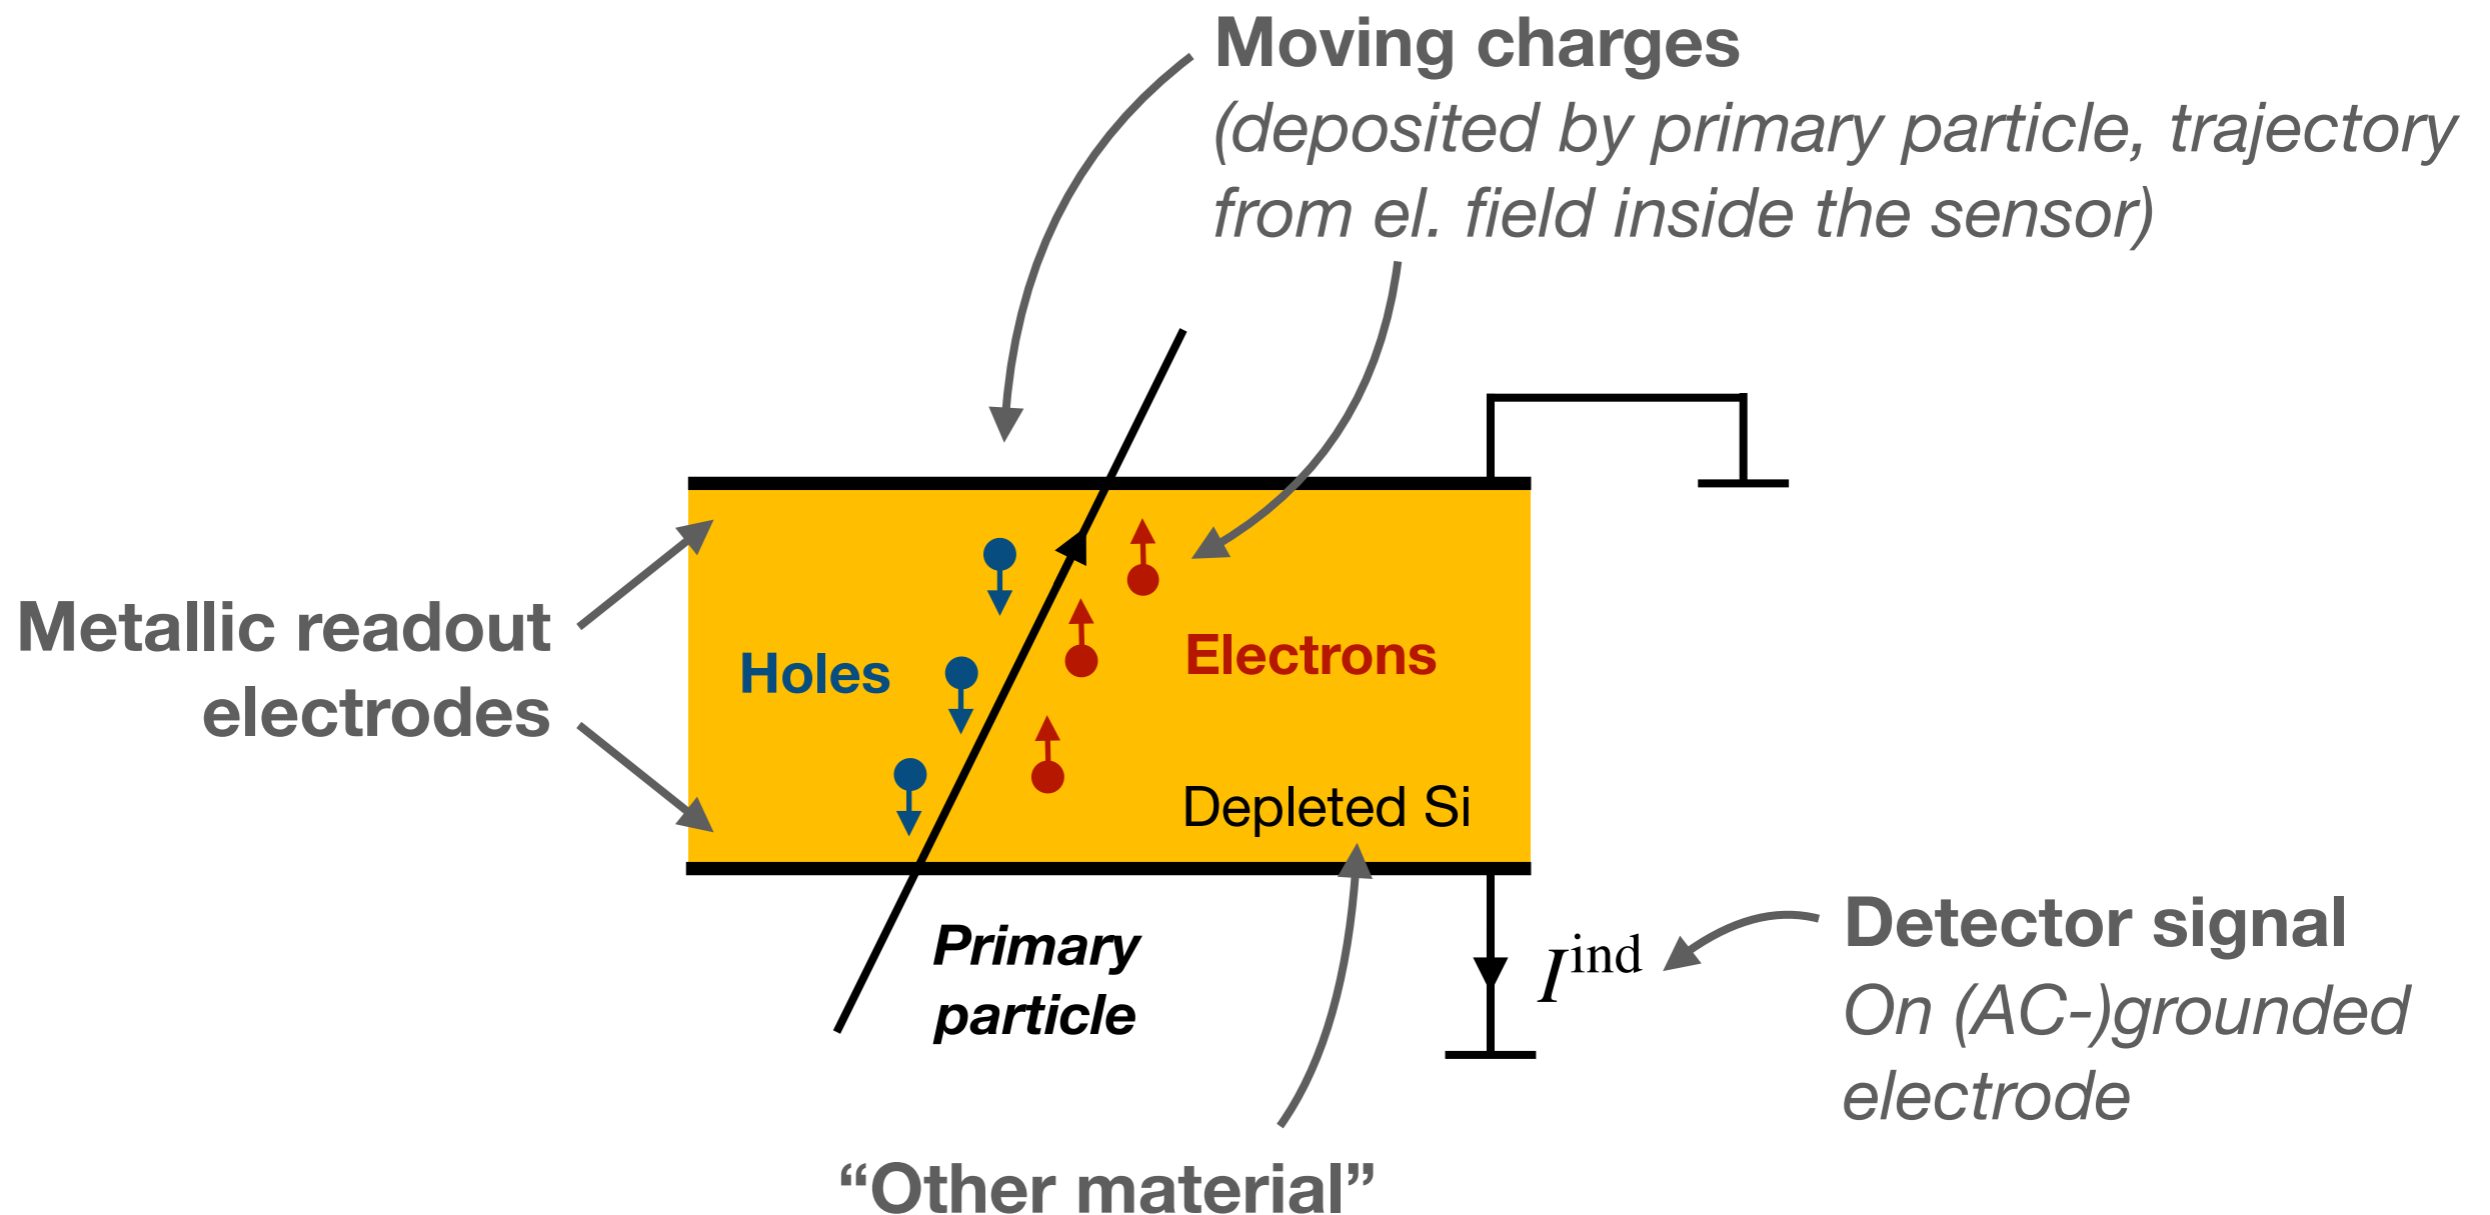 Moving charges
(deposited by primary particle, trajectory
from el. field inside the sensor)
Metallic readout
electrodes
Holes
Electrons
Depleted Si
Primary
particle
I^ind
Detector signal
On (AC-)grounded
electrode
“Other material”